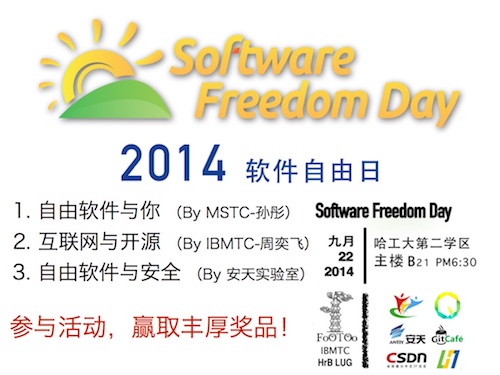 Software
Freedom Day
2014 软件自由日
1. 自由软件与你 （By MSTC-孙彤）
2. 互联网与开源 （By IBMTC-周奕飞）
3. 自由软件与安全 （By 安天实验室）
参与活动，赢取丰厚奖品！
Software Freedom Day
九月
22
2014
哈工大第二学区
主楼 B21 PM6:30
FoOToo
IBMTC
HrB LUG
ANTIY 安天
GitCafé
CSDN